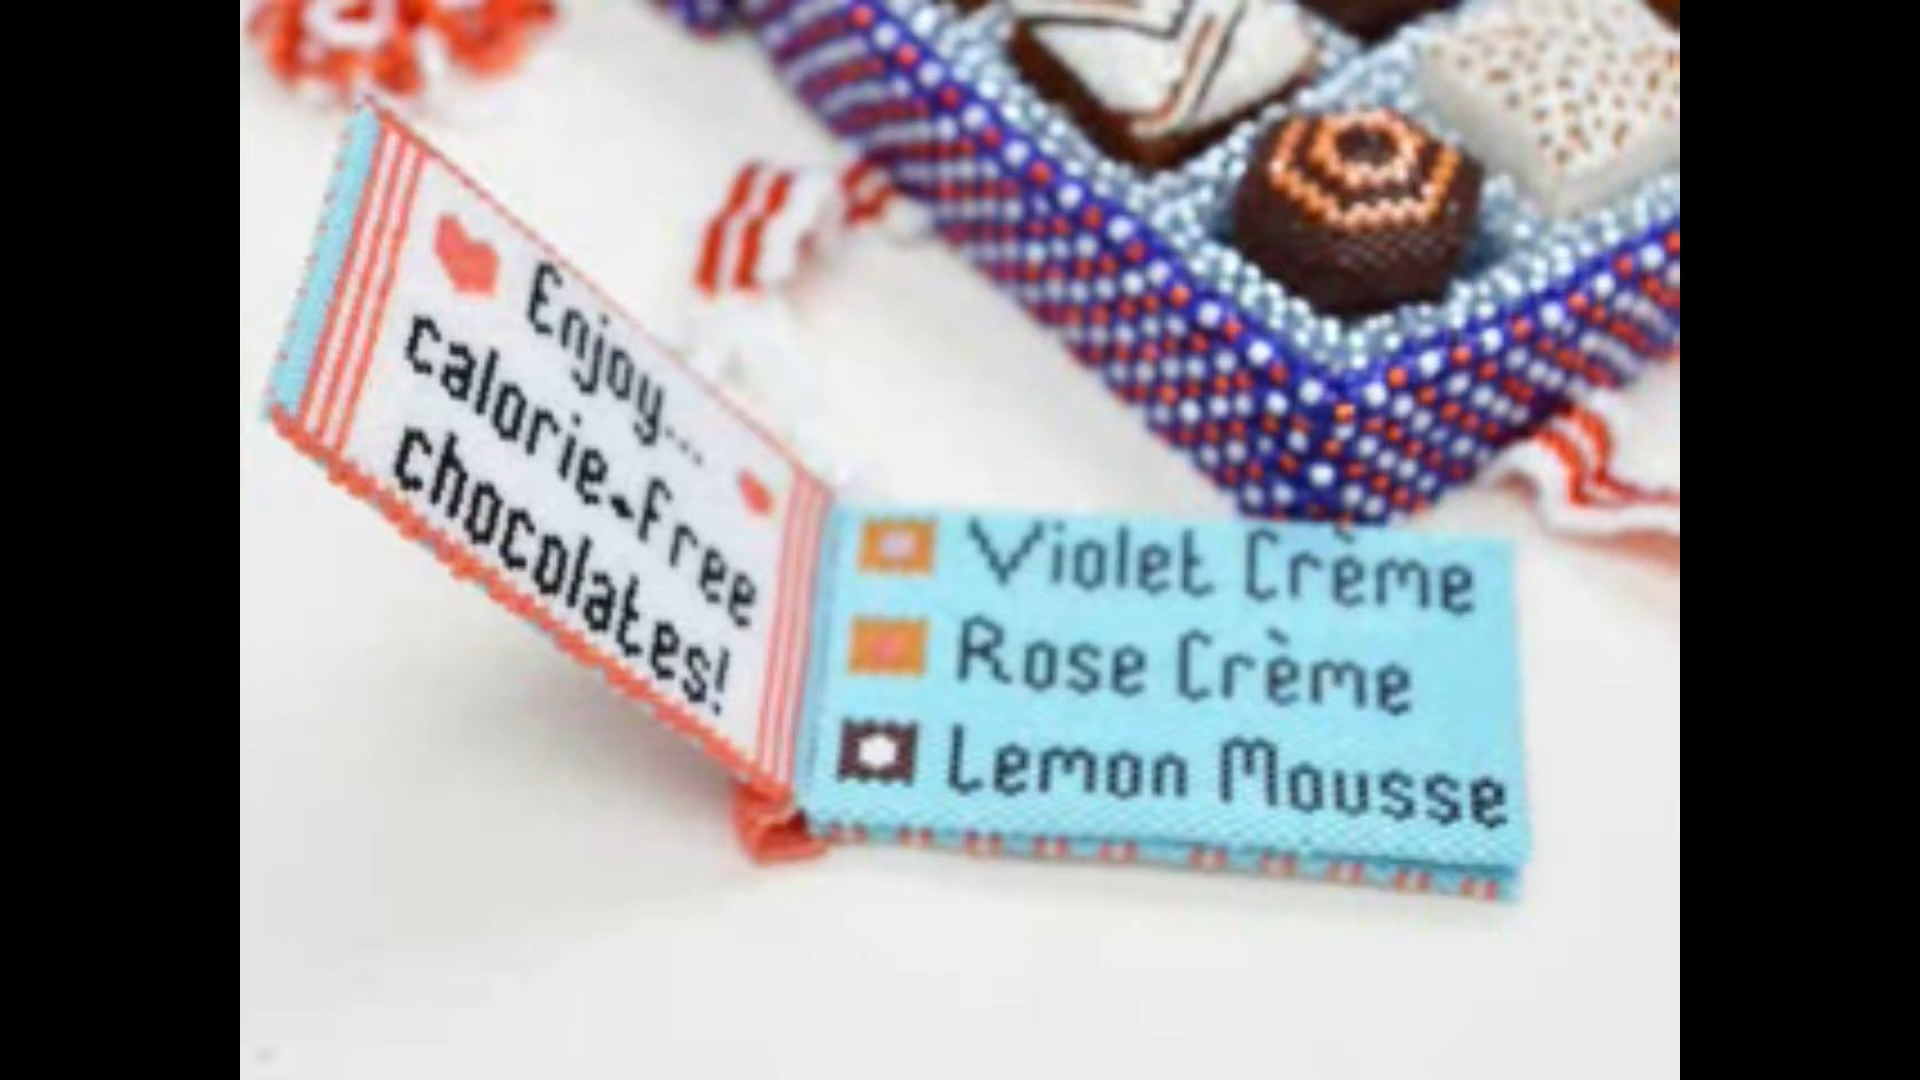 Enjoy...
calorie-free
chocolates!
Violet Crème
Rose Crème
Lemon Mousse